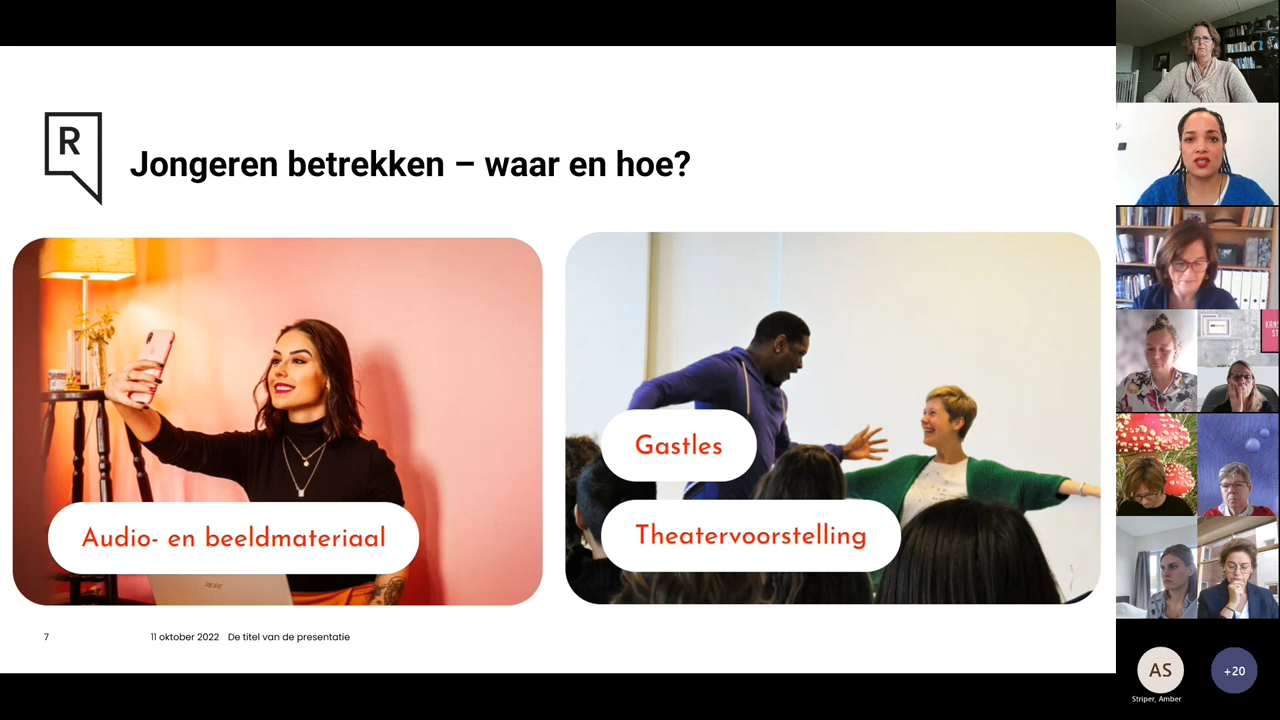 R
Jongeren betrekken – waar en hoe?
Audio- en beeldmateriaal
Gastles
Theatervoorstelling
7
11 oktober 2022
De titel van de presentatie
AS
Striper, Amber
+20